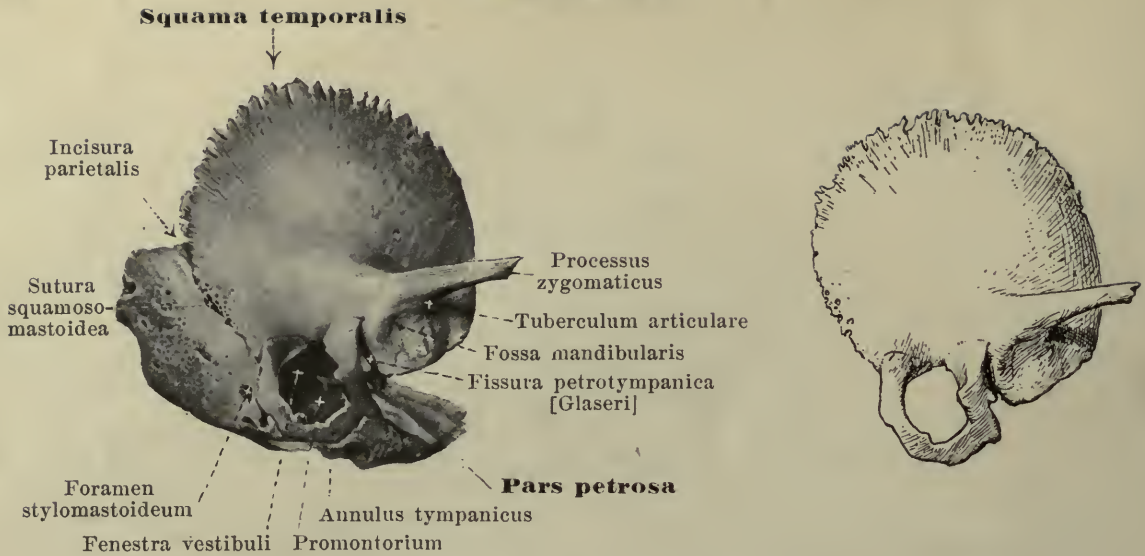 Squama temporalis
Incisura
parietalis
Sutura
squamoso-
mastoidea
Processus
zygomaticus
Tuberculum articulare
Fossa mandibularis
Fissura petrotympanica
[Glaseri]
Pars petrosa
Foramen
stylomastoideum
Annulus tympanicus
Fenestra vestibuli
Promontorium